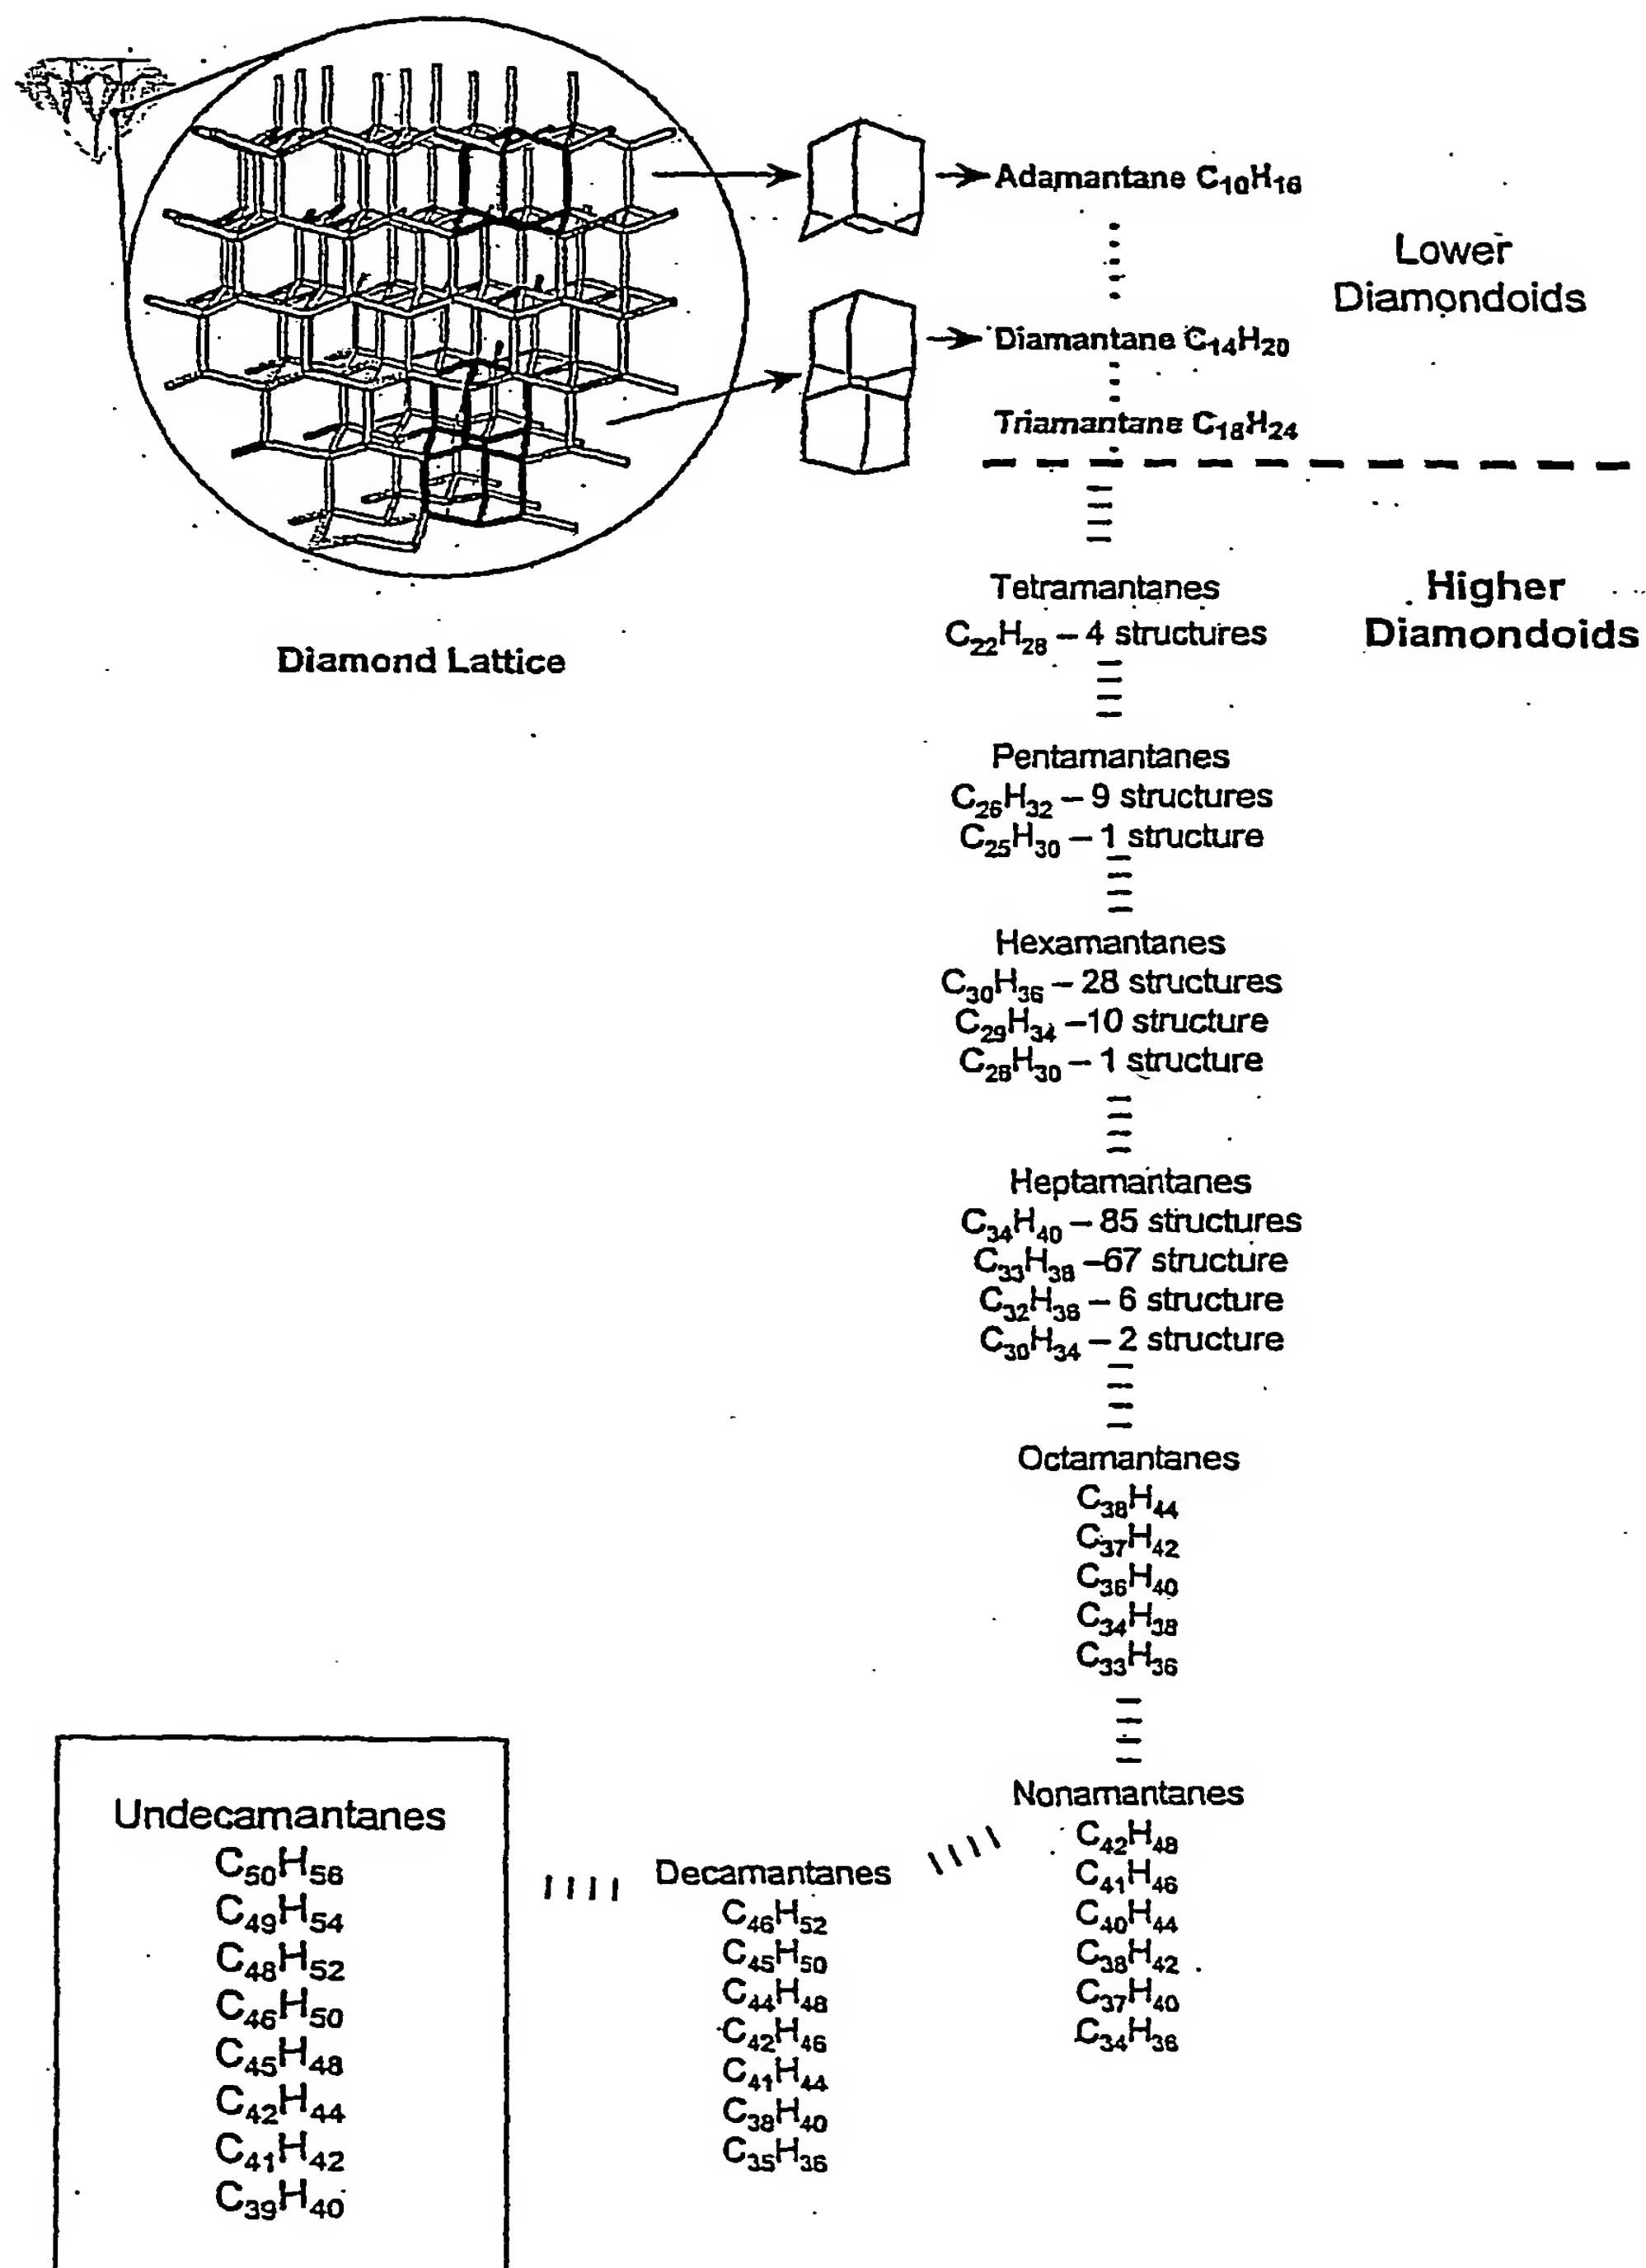 Adamantane C₁₀H₁₆
Lower
Diamondoids
Diamantane C₁₄H₂₀
Triamantane C₁₈H₂₄
Diamond Lattice
Higher
Diamondoids
Tetramantanes
C₂₂H₂₈ – 4 structures
Pentamantanes
C₂₆H₃₂ – 9 structures
C₂₅H₃₀ – 1 structure
Hexamantanes
C₃₀H₃₆ – 28 structures
C₂₉H₃₄ –10 structure
C₂₈H₃₀ – 1 structure
Heptamantanes
C₃₄H₄₀ – 85 structures
C₃₃H₃₈ –67 structure
C₃₂H₃₈ – 6 structure
C₃₀H₃₄ – 2 structure
Octamantanes
C₃₈H₄₄
C₃₇H₄₂
C₃₆H₄₀
C₃₄H₃₈
C₃₃H₃₆
Nonamantanes
C₄₂H₄₈
C₄₁H₄₆
C₄₀H₄₄
C₃₈H₄₂
C₃₇H₄₀
C₃₄H₃₆
Decamantanes
C₄₆H₅₂
C₄₅H₅₀
C₄₄H₄₈
C₄₂H₄₆
C₄₁H₄₄
C₃₈H₄₀
C₃₅H₃₆
Undecamantanes
C₅₀H₅₆
C₄₉H₅₄
C₄₈H₅₂
C₄₆H₅₀
C₄₅H₄₈
C₄₂H₄₄
C₄₁H₄₂
C₃₉H₄₀